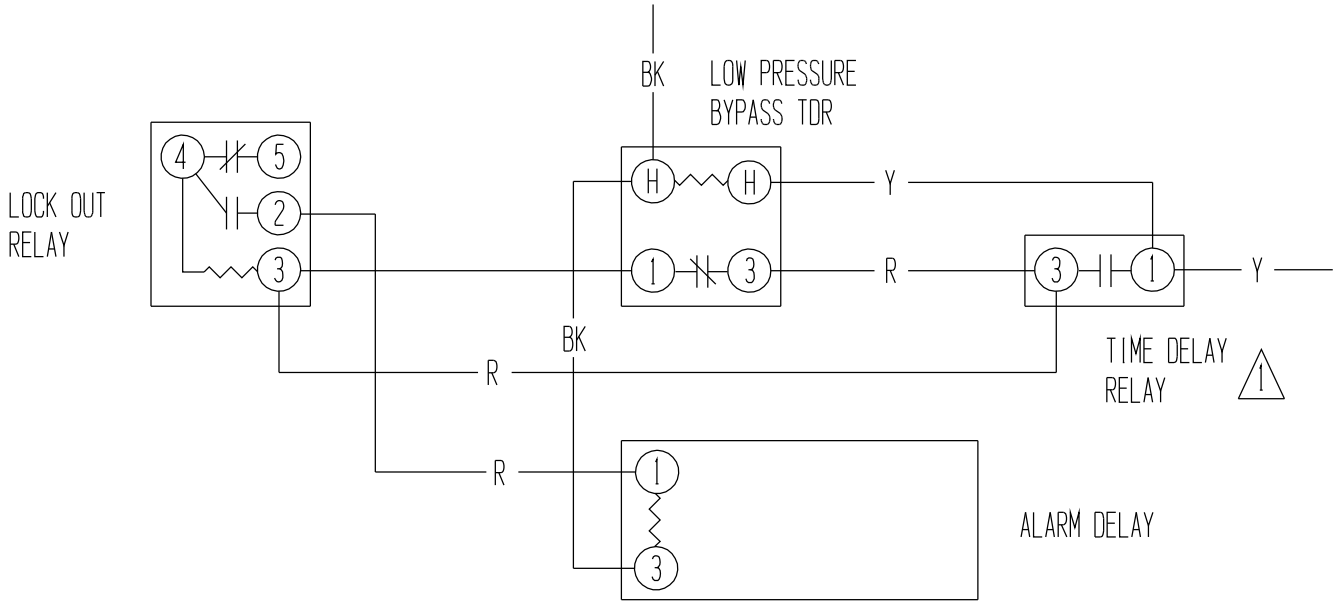 BK
LOW PRESSURE
BYPASS TDR
4
5
2
3
LOCK OUT
RELAY
H
H
Y
1
3
R
3
1
Y
BK
R
TIME DELAY
RELAY
1
R
1
3
ALARM DELAY